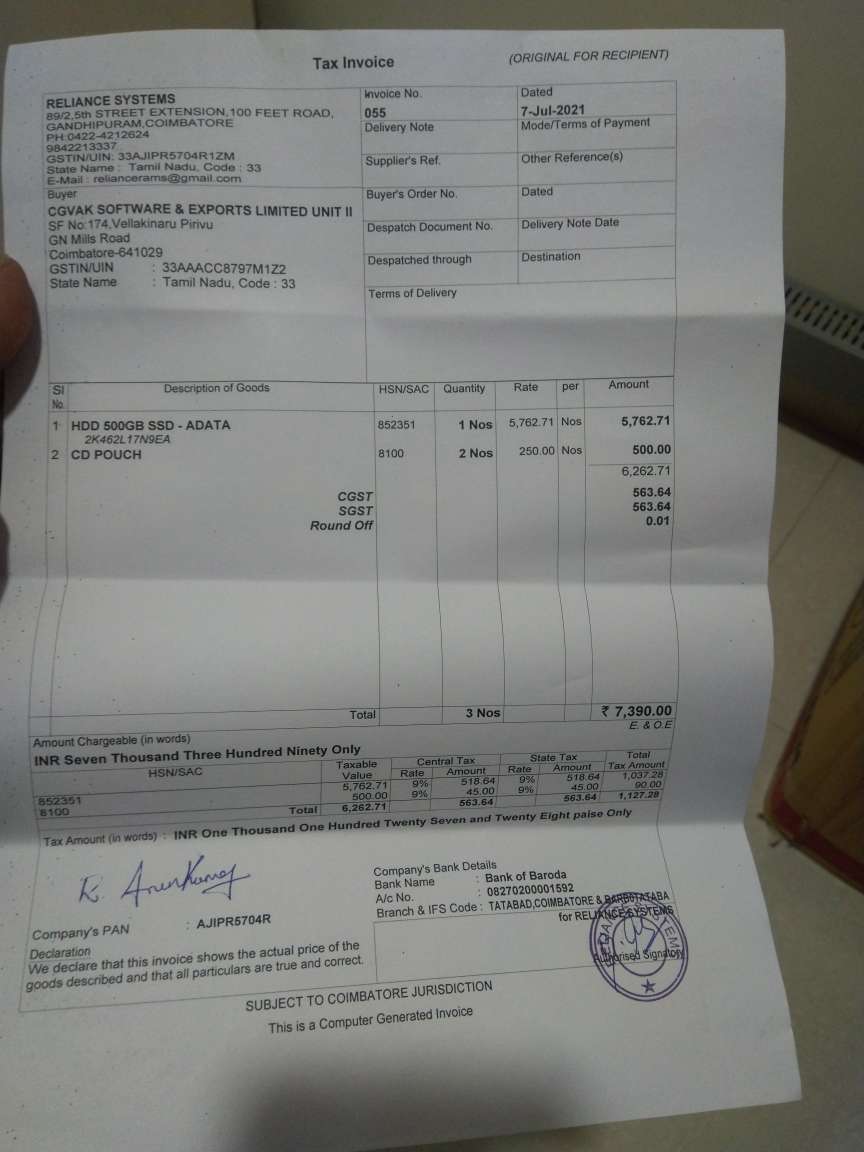 Tax Invoice
(ORIGINAL FOR RECIPIENT)
RELIANCE SYSTEMS
89/2,5th STREET EXTENSION,100 FEET ROAD,
GANDHIPURAM,COIMBATORE
PH:0422-4212624
9842213337
GSTIN/UIN: 33AJIPR5704R1ZM
State Name : Tamil Nadu, Code : 33
E-Mail : reliancerams@gmail.com
Invoice No.
055
Dated
7-Jul-2021
Delivery Note
Mode/Terms of Payment
Supplier's Ref.
Other Reference(s)
Buyer
CGVAK SOFTWARE & EXPORTS LIMITED UNIT II
SF No:174,Vellakinaru Pirivu
GN Mills Road
Coimbatore-641029
GSTIN/UIN : 33AAACC8797M1Z2
State Name : Tamil Nadu, Code : 33
Buyer's Order No.
Dated
Despatch Document No.
Delivery Note Date
Despatched through
Destination
Terms of Delivery
Sl No. Description of Goods HSN/SAC Quantity Rate per Amount
1 HDD 500GB SSD - ADATA 852351 1 Nos 5,762.71 Nos 5,762.71
2K462L17N9EA
2 CD POUCH 8100 2 Nos 250.00 Nos 500.00
6,262.71
CGST 563.64
SGST 563.64
Round Off 0.01
Total 3 Nos ₹ 7,390.00
E. & O.E
Amount Chargeable (in words)
INR Seven Thousand Three Hundred Ninety Only
HSN/SAC Taxable Value Central Tax Rate Amount State Tax Rate Amount Total Tax Amount
852351 5,762.71 9% 518.64 9% 518.64 1,037.28
8100 500.00 9% 45.00 9% 45.00 90.00
Total 6,262.71 563.64 563.64 1,127.28
Tax Amount (in words) : INR One Thousand One Hundred Twenty Seven and Twenty Eight paise Only
Company's Bank Details
Bank Name : Bank of Baroda
A/c No. : 08270200001592
Branch & IFS Code : TATABAD,COIMBATORE & BARB0TATABA
Company's PAN : AJIPR5704R
Declaration
We declare that this invoice shows the actual price of the
goods described and that all particulars are true and correct.
for RELIANCE SYSTEMS
Authorised Signatory
SUBJECT TO COIMBATORE JURISDICTION
This is a Computer Generated Invoice